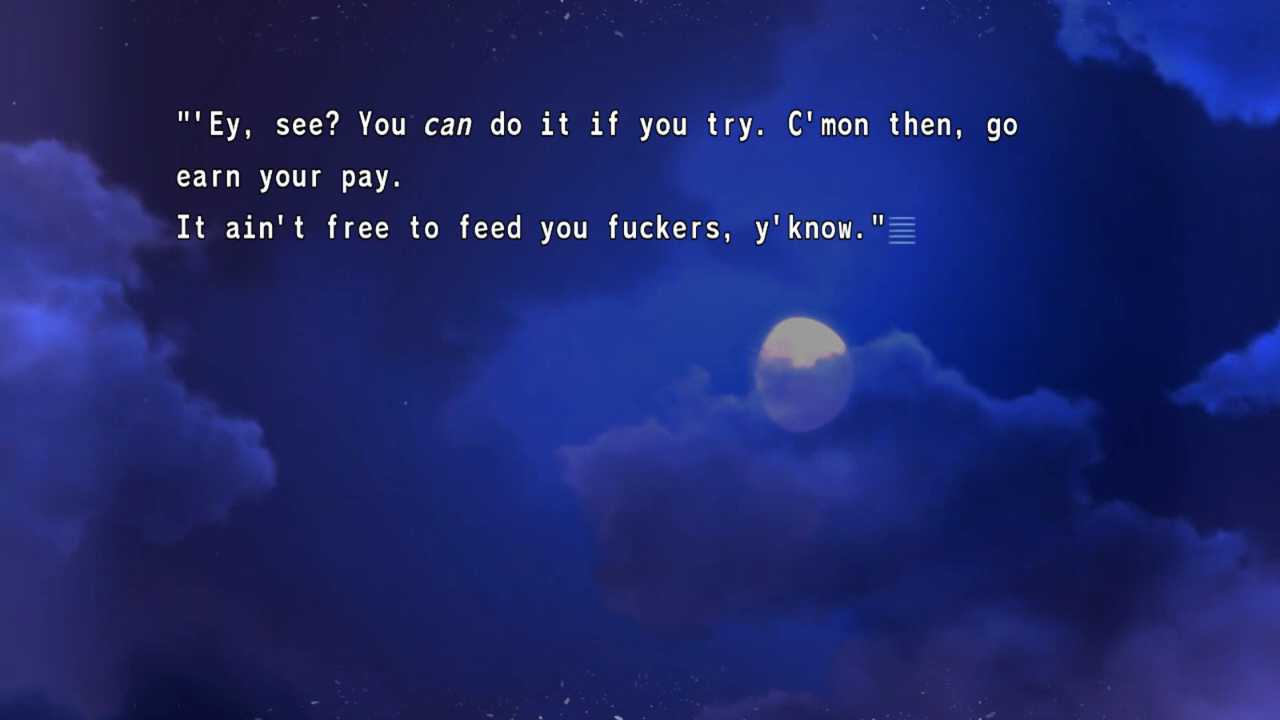 "'Ey, see? You can do it if you try. C'mon then, go
earn your pay.
It ain't free to feed you fuckers, y'know."